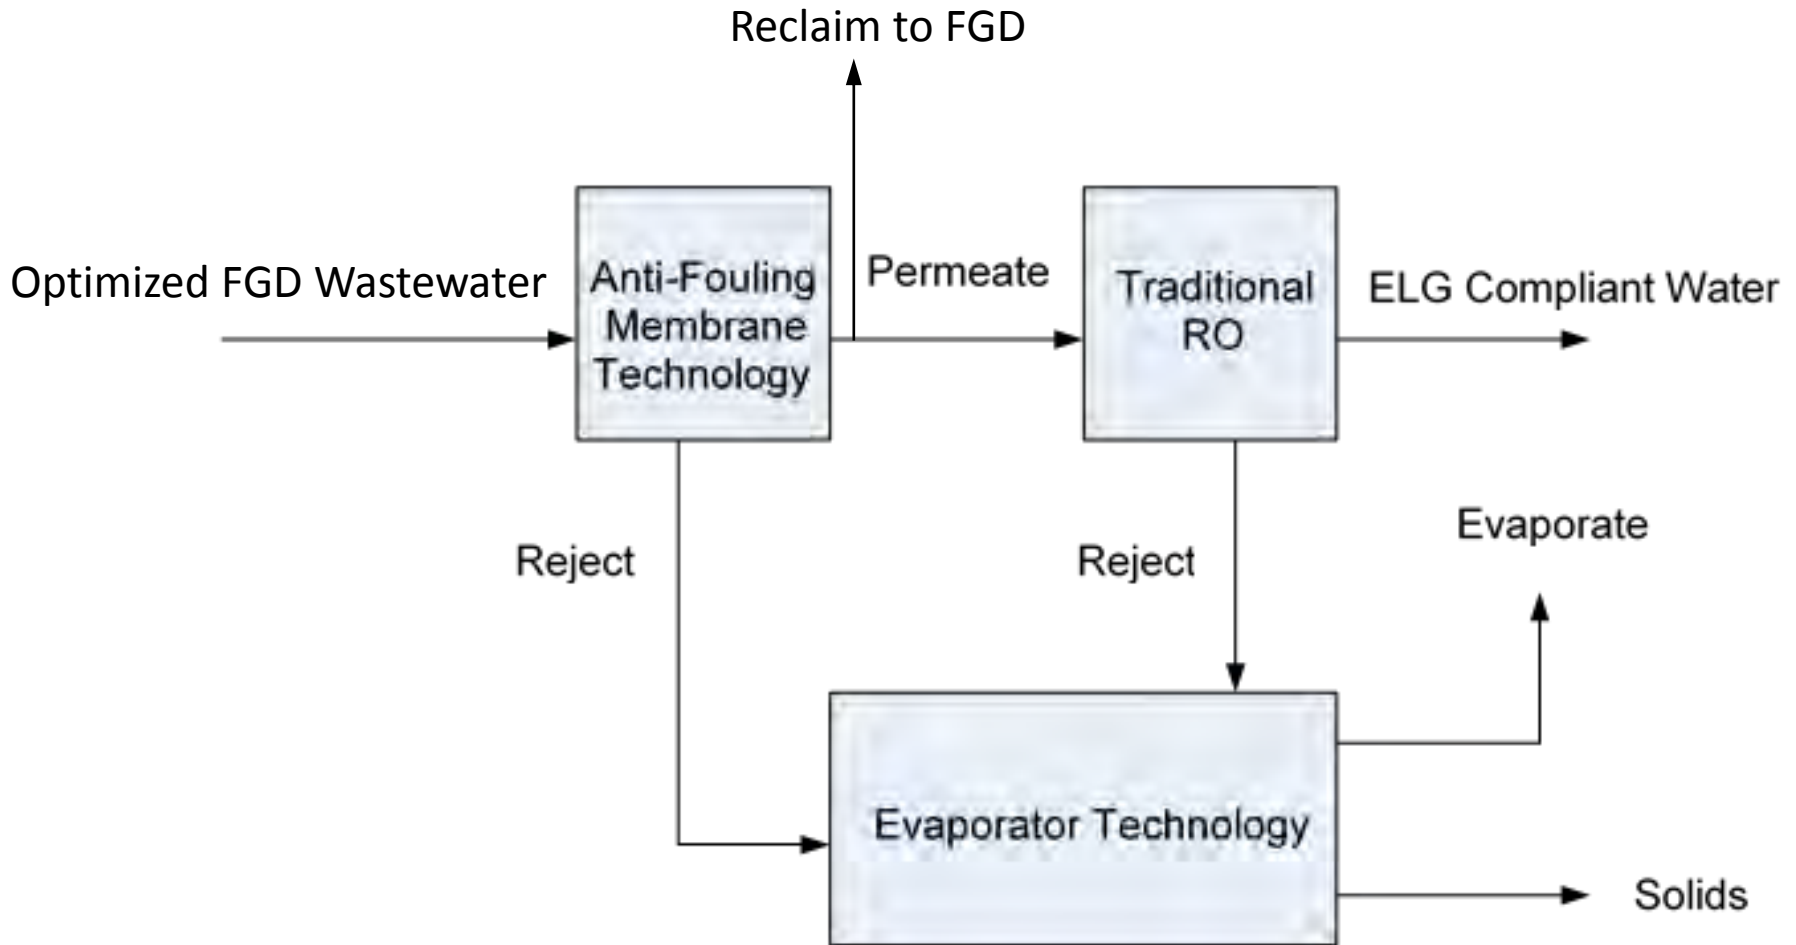 Reclaim to FGD
Optimized FGD Wastewater
Anti-Fouling
Membrane
Technology
Permeate
Traditional
RO
ELG Compliant Water
Reject
Reject
Evaporate
Evaporator Technology
Solids